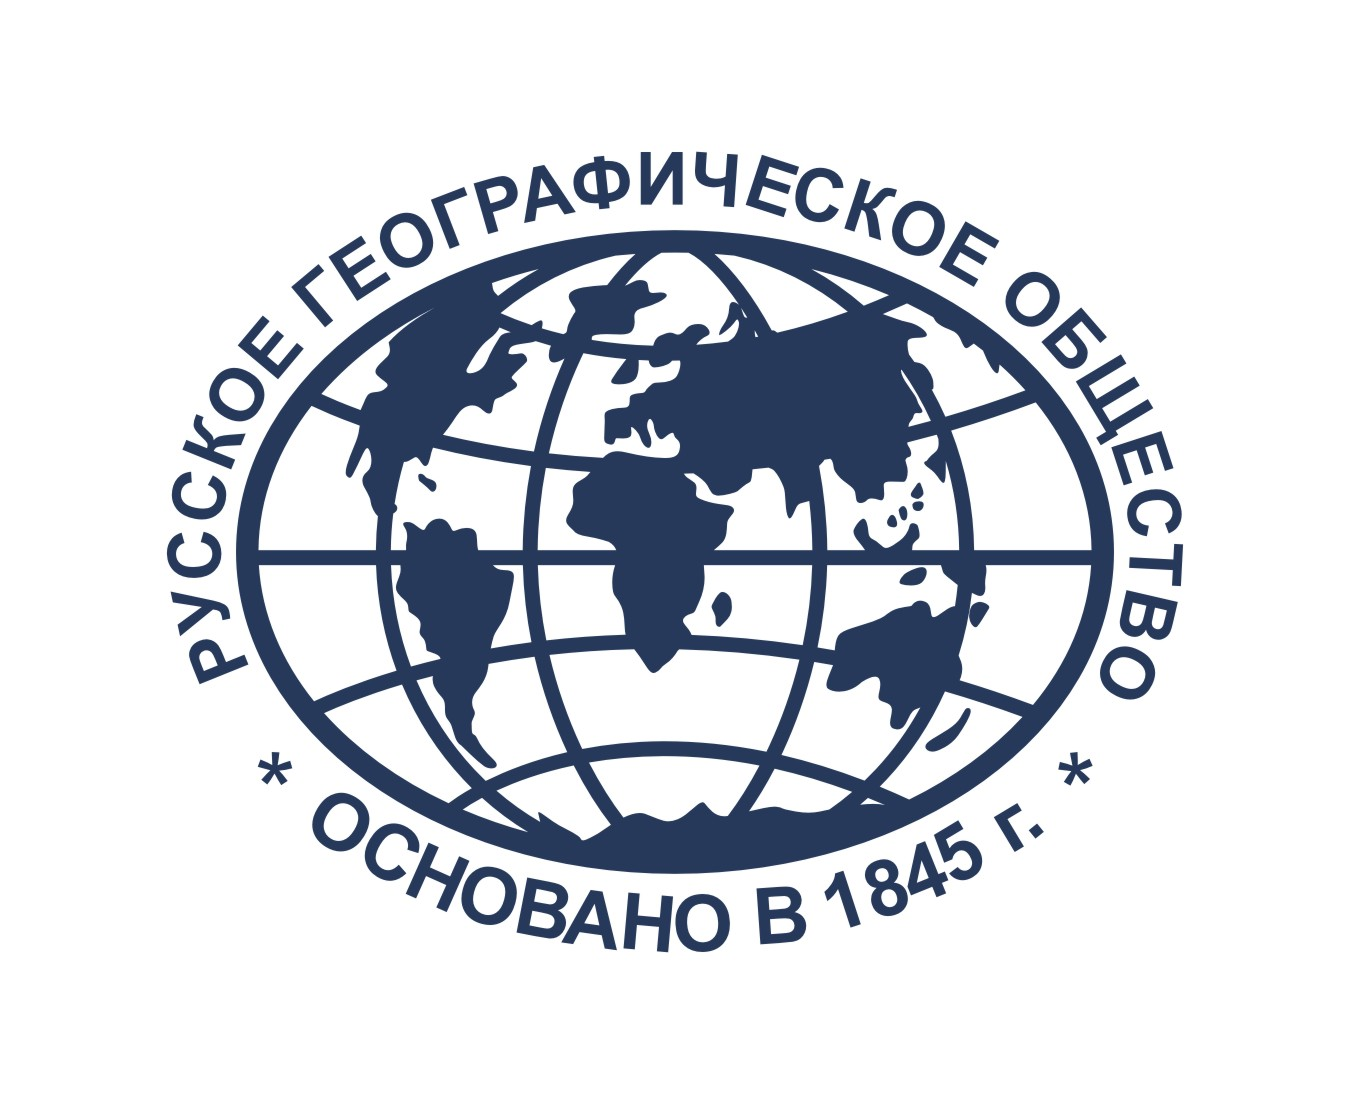 РУССКОЕ ГЕОГРАФИЧЕСКОЕ ОБЩЕСТВО
* ОСНОВАНО В 1845 г. *